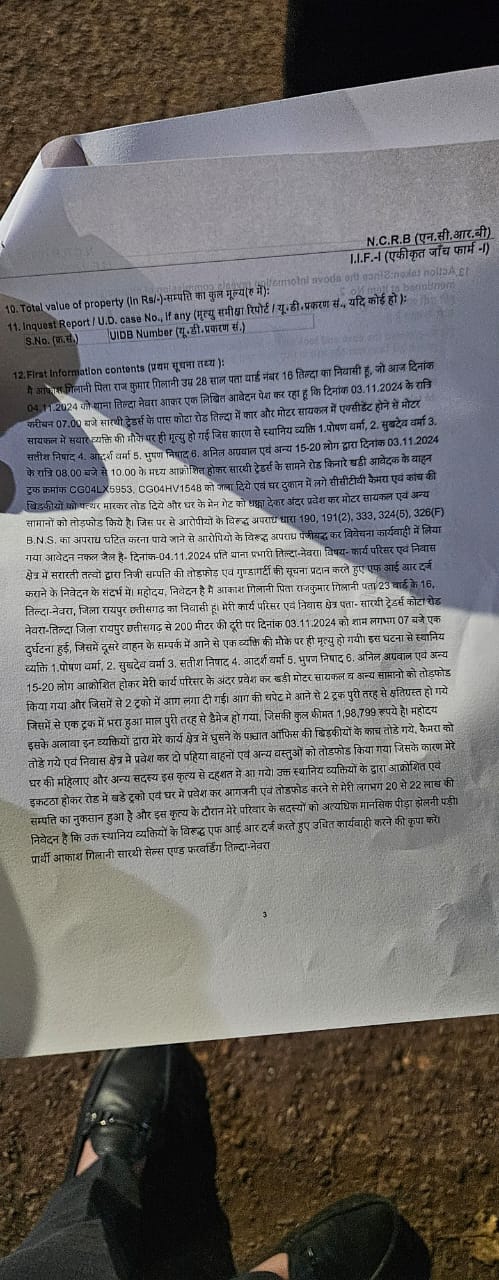 N.C.R.B (एन.सी.आर.बी)
I.I.F.-I (एकीकृत जाँच फार्म -I)
10. Total value of property (In Rs/-)-सम्पति का कुल मूल्य(रु में):
11. Inquest Report / U.D. case No., if any (मृत्यु समीक्षा रिपोर्ट / यू.डी.प्रकरण सं., यदि कोई हो ):
S.No. (क्र.सं.) UIDB Number (यू.डी.प्रकरण सं.)
12.First Information contents (प्रथम सूचना तथ्य ):
मै आकाश गिलानी पिता राज कुमार गिलानी उम्र 28 साल पता वार्ड नंबर 16 तिल्दा का निवासी हूं, जो आज दिनांक
04.11.2024 को थाना तिल्दा नेवरा आकर एक लिखित आवेदन पेश कर रहा हूं कि दिनांक 03.11.2024 के रात्रि
करीबन 07.00 बजे सारथी ट्रेडर्स के पास कोटा रोड तिल्दा में कार और मोटर सायकल में एक्सीडेंट होने से मोटर
सायकल में सवार व्यक्ति की मौके पर ही मृत्यु हो गई जिस कारण से स्थानिय व्यक्ति 1.पोषण वर्मा, 2. सुखदेव वर्मा 3.
सतीश निषाट 4. आदर्श वर्मा 5. भुषण निषाट् 6. अनिल अग्रवाल एवं अन्य 15-20 लोग द्वारा दिनांक 03.11.2024
के रात्रि 08.00 बजे से 10.00 के मध्य आक्रोशित होकर सारथी ट्रेडर्स के सामने रोड किनारे खडी आवेदक के वाहन
ट्रक क्रमांक CG04LX5953, CG04HV1548 को जला दिये एवं घर दुकान में लगे सीसीटीवी कैमरा एवं कांच की
खिडकीयों को पत्थर मारकर तोड दिये और घर के मेन गेट को धक्का देकर अंदर प्रवेश कर मोटर सायकल एवं अन्य
सामानों को तोड़फोड किये है। जिस पर से आरोपीयों के विरूद्ध अपराध धारा 190, 191(2), 333, 324(5), 326(F)
B.N.S. का अपराध घटित करना पाये जाने से आरोपियो के विरूद्ध अपराध पंजीबद्ध कर विवेचना कार्यवाही में लिया
गया आवेदन नकल जैल है- दिनांक-04.11.2024 प्रति थाना प्रभारी तिल्दा-नेवरा। विषय- कार्य परिसर एवं निवास
क्षेत्र में सरारती तत्वो द्वारा निजी सम्पति की तोडफोड़ एवं गुण्डागर्टी की सूचना प्रदान करते हुए एफ आई आर दर्ज
कराने के निवेदन के संदर्भ में। महोदय, निवेदन है मै आकाश गिलानी पिता राजकुमार गिलानी पता 23 वार्ड के 16,
तिल्दा-नेवरा, जिला रायपुर छत्तीसगढ का निवासी हूं। मेरी कार्य परिसर एवं निवास क्षेत्र पता- सारथी ट्रेडर्स कोटा रोड
नेवरा-तिल्दा जिला रायपुर छत्तीसगढ से 200 मीटर की दूरी पर दिनांक 03.11.2024 को शाम लगभग 07 बजे एक
दुर्घटना हुई, जिसमें दूसरे वाहन के सम्पर्क में आने से एक व्यक्ति की मौके पर ही मृत्यु हो गयी। इस घटना से स्थानिय
व्यक्ति 1.पोषण वर्मा, 2. सुखदेव वर्मा 3. सतीश निषाट 4. आदर्श वर्मा 5. भुषण निषाट् 6. अनिल अग्रवाल एवं अन्य
15-20 लोग आक्रोशित होकर मेरी कार्य परिसर के अंदर प्रवेश कर खडी मोटर सायकल व अन्य सामानो को तोड़फोड
किया गया और जिसमें से 2 ट्रको में आग लगा दी गई। आग की चपेट में आने से 2 ट्रक पुरी तरह से क्षतिग्रस्त हो गये
जिसमें से एक ट्रक में भरा हुआ माल पुरी तरह से डैमेज हो गया, जिसकी कुल कीमत 1,98,799 रूपये है। महोदय
इसके अलावा इन व्यक्तियों द्वारा मेरे कार्य क्षेत्र में घुसने के पश्चात ऑफिस की खिडकीयों के काच तोडे गये, कैमरा को
तोडे गये एवं निवास क्षेत्र में प्रवेश कर दो पहिया वाहनों एवं अन्य वस्तुओं को तोडफोड किया गया जिसके कारण मेरे
घर की महिलाए और अन्य सदस्य इस कृत्य से दहशत मे आ गये। उक्त स्थानिय व्यक्तियों के द्वारा आक्रोशित एवं
इकटठा होकर रोड में खडे ट्रको एवं घर में प्रवेश कर आगजनी एवं तोडफोड करने से मेरी लगभग 20 से 22 लाख की
सम्पति का नुकसान हुआ है और इस कृत्य के दौरान मेरे परिवार के सदस्यों को अत्यधिक मानसिक पीड़ा झेलनी पड़ी।
निवेदन है कि उक्त स्थानिय व्यक्तियों के विरूद्ध एफ आई आर दर्ज करते हुए उचित कार्यवाही करने की कृपा करे।
प्रार्थी आकाश गिलानी सारथी सेल्स एण्ड फरवर्डिंग तिल्दा-नेवरा
3